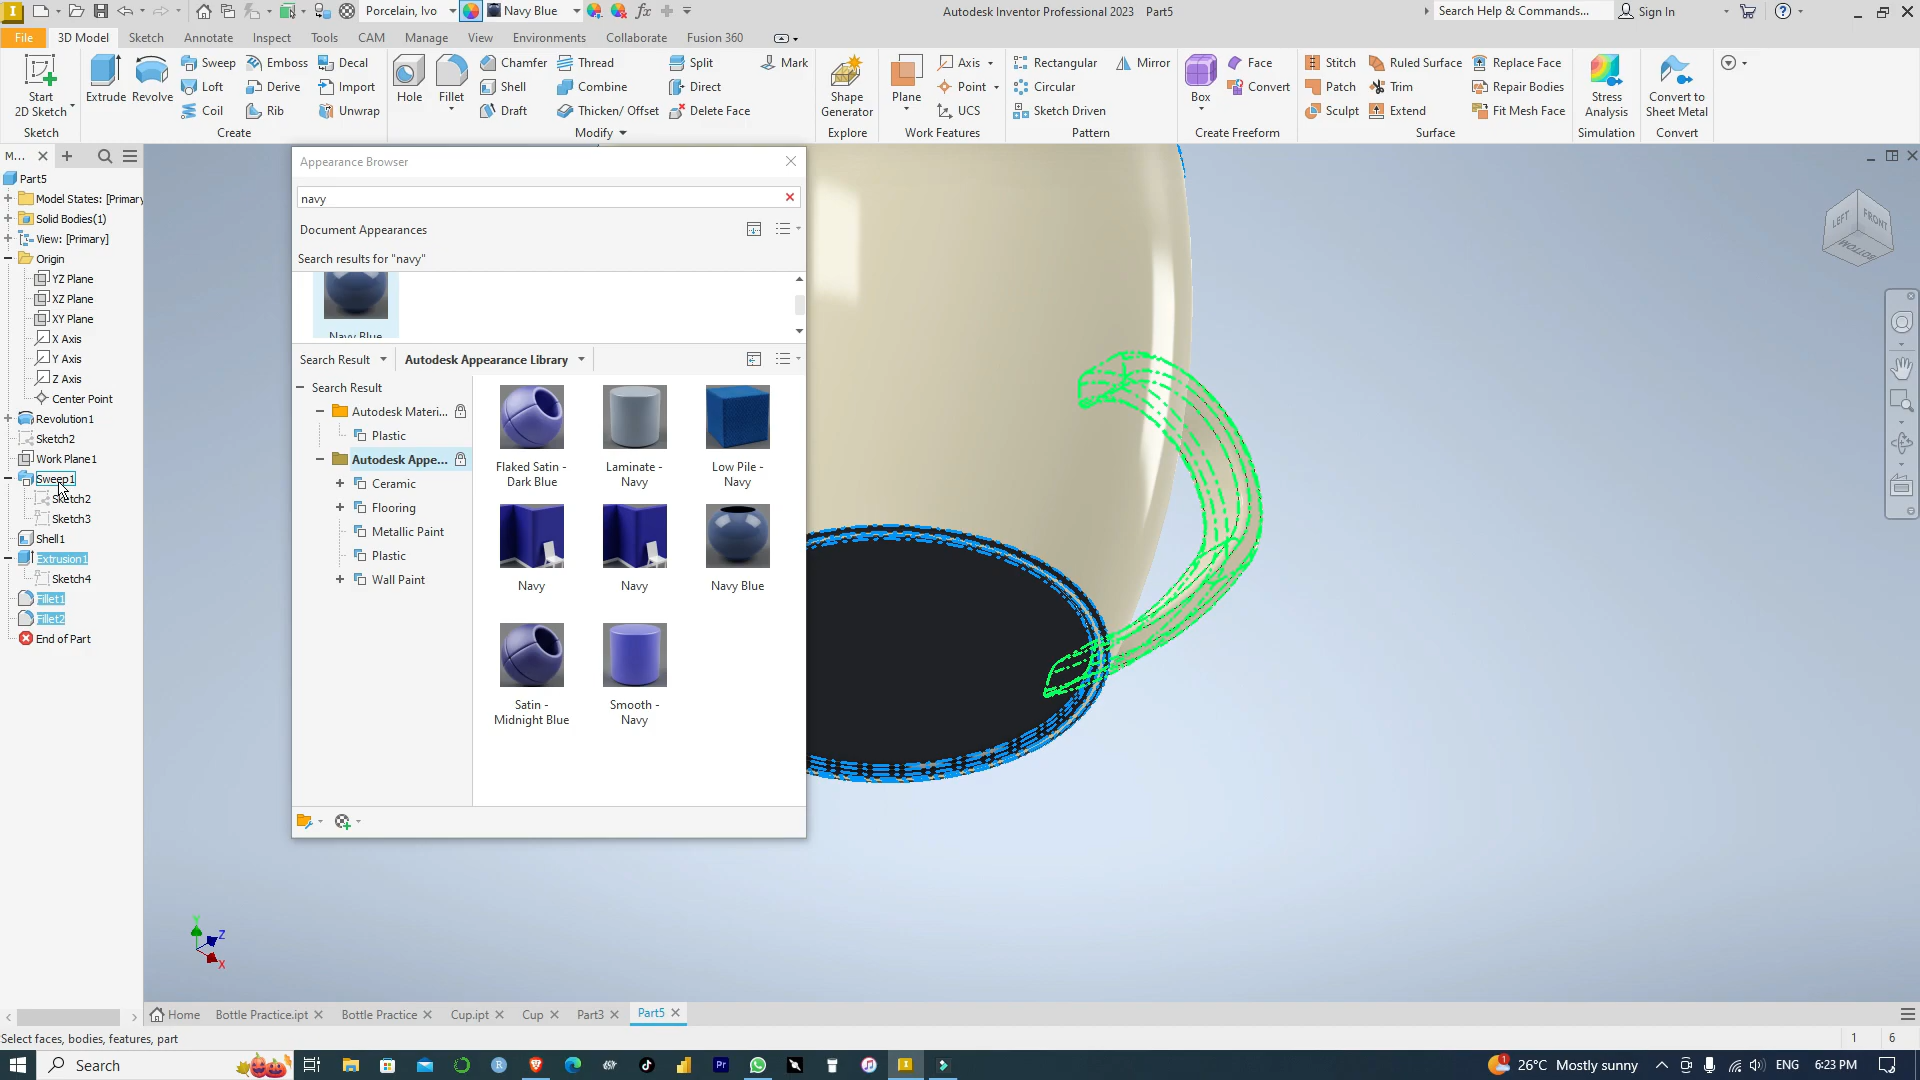 Porcelain, Ivo
Navy Blue
Autodesk Inventor Professional 2023 Part5
Search Help & Commands...
Sign In
File
3D Model
Sketch
Annotate
Inspect
Tools
CAM
Manage
View
Environments
Collaborate
Fusion 360
Start
2D Sketch
Extrude
Revolve
Sweep
Loft
Coil
Emboss
Derive
Rib
Decal
Import
Unwrap
Hole
Fillet
Chamfer
Shell
Draft
Thread
Combine
Thicken/ Offset
Split
Direct
Delete Face
Mark
Shape
Generator
Plane
Axis
Point
UCS
Rectangular
Circular
Sketch Driven
Mirror
Box
Face
Convert
Stitch
Patch
Sculpt
Ruled Surface
Trim
Extend
Replace Face
Repair Bodies
Fit Mesh Face
Stress
Analysis
Convert to
Sheet Metal
Sketch
Create
Modify
Explore
Work Features
Pattern
Create Freeform
Surface
Simulation
Convert
M...
Part5
Model States: [Primary
Solid Bodies(1)
View: [Primary]
Origin
YZ Plane
XZ Plane
XY Plane
X Axis
Y Axis
Z Axis
Center Point
Revolution1
Sketch2
Work Plane1
Sweep1
Sketch2
Sketch3
Shell1
Extrusion1
Sketch4
Fillet1
Fillet2
End of Part
Appearance Browser
navy
Document Appearances
Search results for "navy"
Navy Blue
Search Result
Autodesk Appearance Library
Search Result
Autodesk Materi...
Plastic
Autodesk Appe...
Ceramic
Flooring
Metallic Paint
Plastic
Wall Paint
Flaked Satin -
Dark Blue
Laminate -
Navy
Low Pile -
Navy
Navy
Navy
Navy Blue
Satin -
Midnight Blue
Smooth -
Navy
LEFT
FRONT
BOTTOM
Y
Z
X
Home
Bottle Practice.ipt
Bottle Practice
Cup.ipt
Cup
Part3
Part5
Select faces, bodies, features, part
1
6
Search
26°C Mostly sunny
ENG
6:23 PM